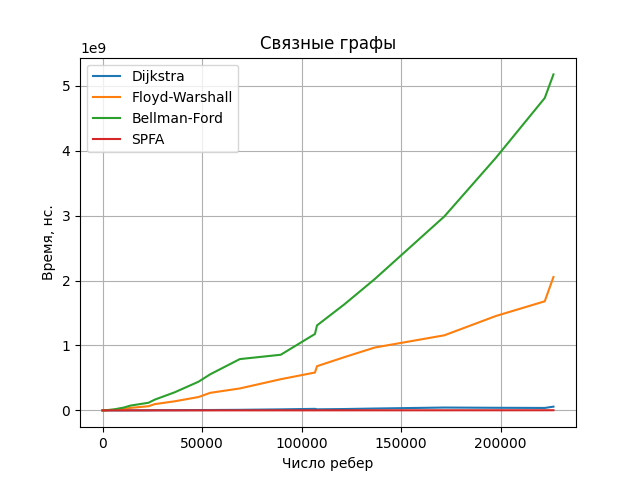 Связные графы
1e9
Dijkstra
Floyd-Warshall
Bellman-Ford
SPFA
5
4
3
2
1
0
Время, нс.
0
50000
100000
150000
200000
Число ребер